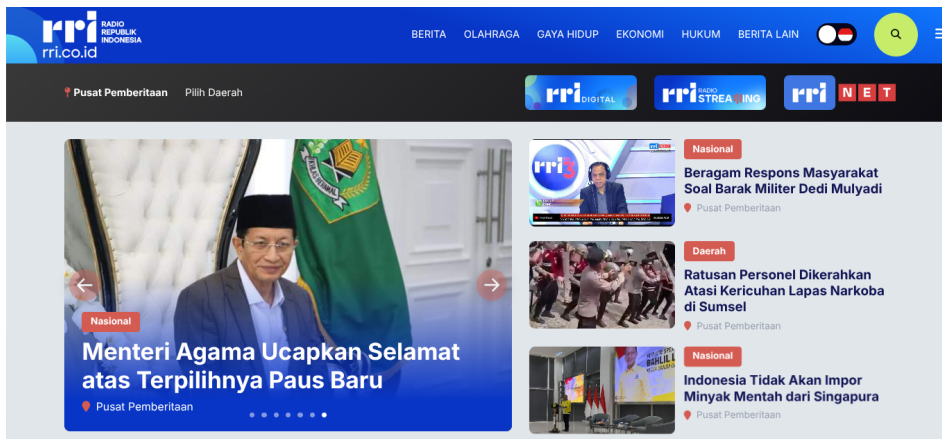 rri
RADIO
REPUBLIK
INDONESIA
rri.co.id
BERITA OLAHRAGA GAYA HIDUP EKONOMI HUKUM BERITA LAIN
Pusat Pemberitaan Pilih Daerah
rri DIGITAL
rri RADIO STREAMING
rri NET
Nasional
Menteri Agama Ucapkan Selamat
atas Terpilihnya Paus Baru
Pusat Pemberitaan
rri3
Nasional
Beragam Respons Masyarakat
Soal Barak Militer Dedi Mulyadi
Pusat Pemberitaan
Daerah
Ratusan Personel Dikerahkan
Atasi Kericuhan Lapas Narkoba
di Sumsel
Pusat Pemberitaan
BAHLIL
Nasional
Indonesia Tidak Akan Impor
Minyak Mentah dari Singapura
Pusat Pemberitaan